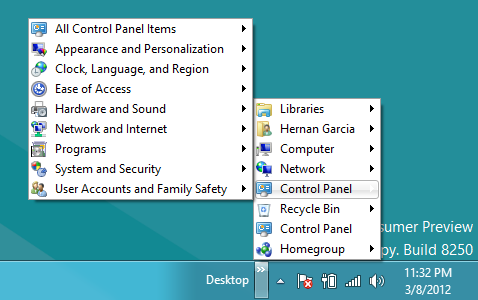 All Control Panel Items
Appearance and Personalization
Clock, Language, and Region
Ease of Access
Hardware and Sound
Network and Internet
Programs
System and Security
User Accounts and Family Safety
Libraries
Hernan Garcia
Computer
Network
Control Panel
Recycle Bin
Control Panel
Homegroup
sumer Preview
py. Build 8250
Desktop
11:32 PM
3/8/2012